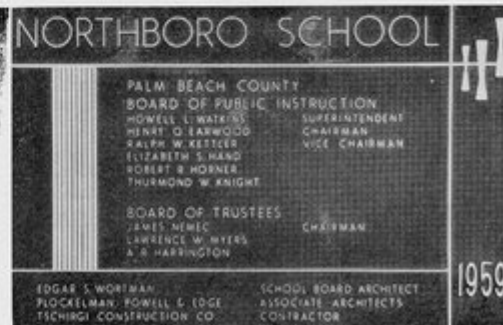 NORTHBORO SCHOOL
PALM BEACH COUNTY
BOARD OF PUBLIC INSTRUCTION
HOWELL L. WATKINS SUPERINTENDENT
HENRY O. EARWOOD CHAIRMAN
RALPH W. KETTLER VICE CHAIRMAN
ELIZABETH S. HAND
ROBERT R. HORNER
THURMOND W. KNIGHT
BOARD OF TRUSTEES
JAMES NEMEC CHAIRMAN
LAWRENCE W. MYERS
A. R. HARRINGTON
EDGAR S. WORTMAN SCHOOL BOARD ARCHITECT
PLOCKELMAN, POWELL & EDGE ASSOCIATE ARCHITECTS
TSCHIRGI CONSTRUCTION CO. CONTRACTOR
1959